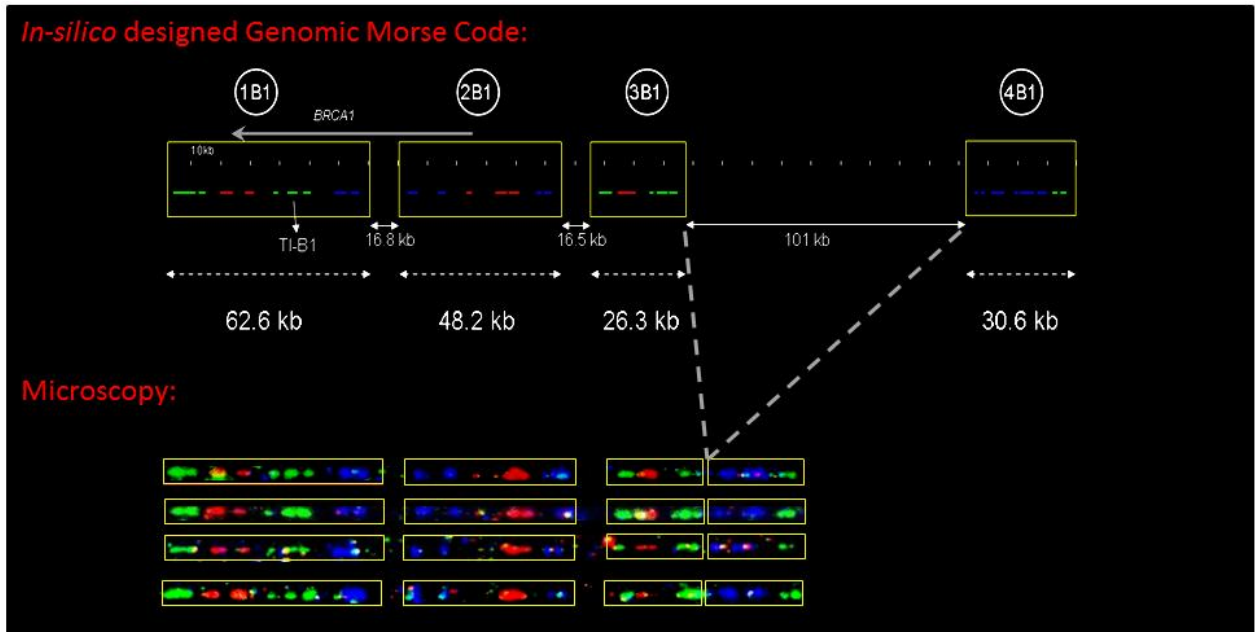 In-silico designed Genomic Morse Code:
1B1 2B1 3B1 4B1
BRCA1
10kb
TI-B1
16.8 kb 16.5 kb 101 kb
62.6 kb 48.2 kb 26.3 kb 30.6 kb
Microscopy: